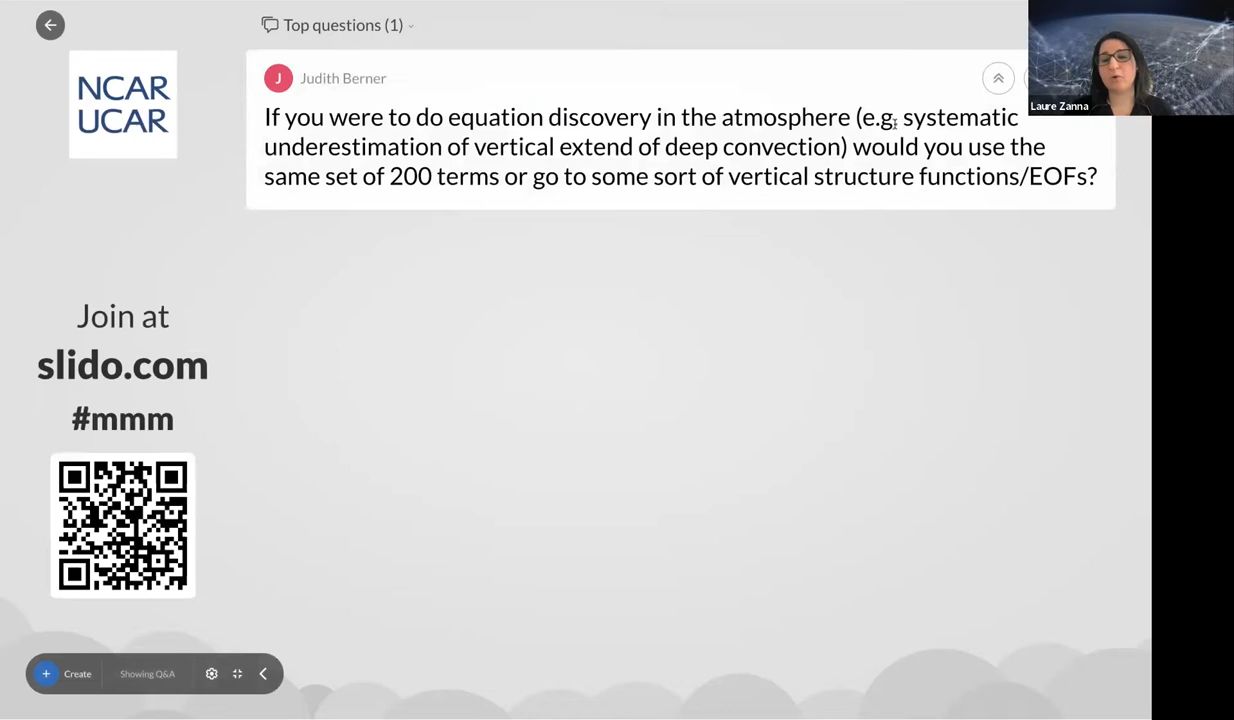 Top questions (1)
NCAR
UCAR
J Judith Berner
If you were to do equation discovery in the atmosphere (e.g. systematic
underestimation of vertical extend of deep convection) would you use the
same set of 200 terms or go to some sort of vertical structure functions/EOFs?
Laure Zanna
Join at
slido.com
#mmm
+ Create
Showing Q&A